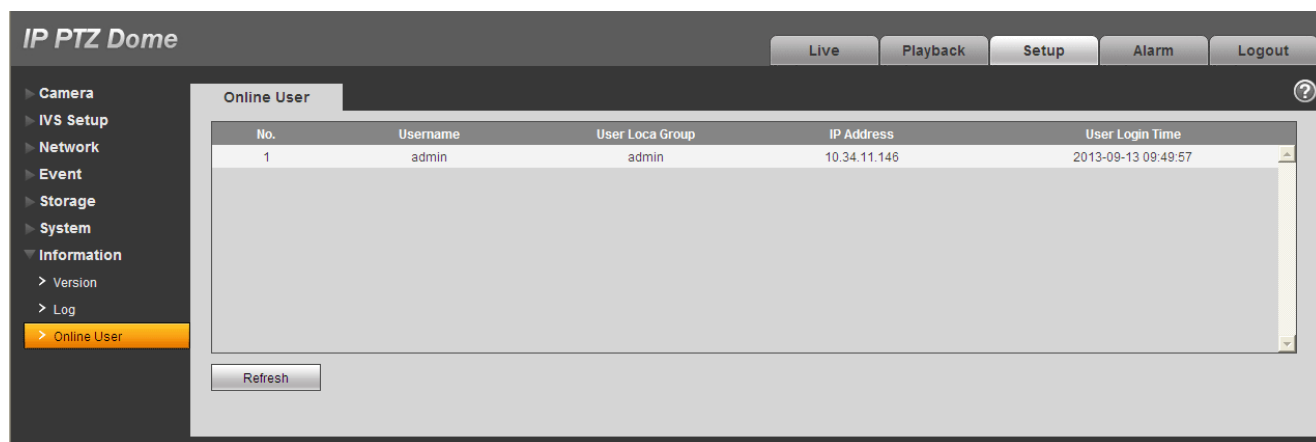 IP PTZ Dome
Live Playback Setup Alarm Logout
Camera
IVS Setup
Network
Event
Storage
System
Information
> Version
> Log
> Online User
Online User
?
No. Username User Loca Group IP Address User Login Time
1 admin admin 10.34.11.146 2013-09-13 09:49:57
Refresh